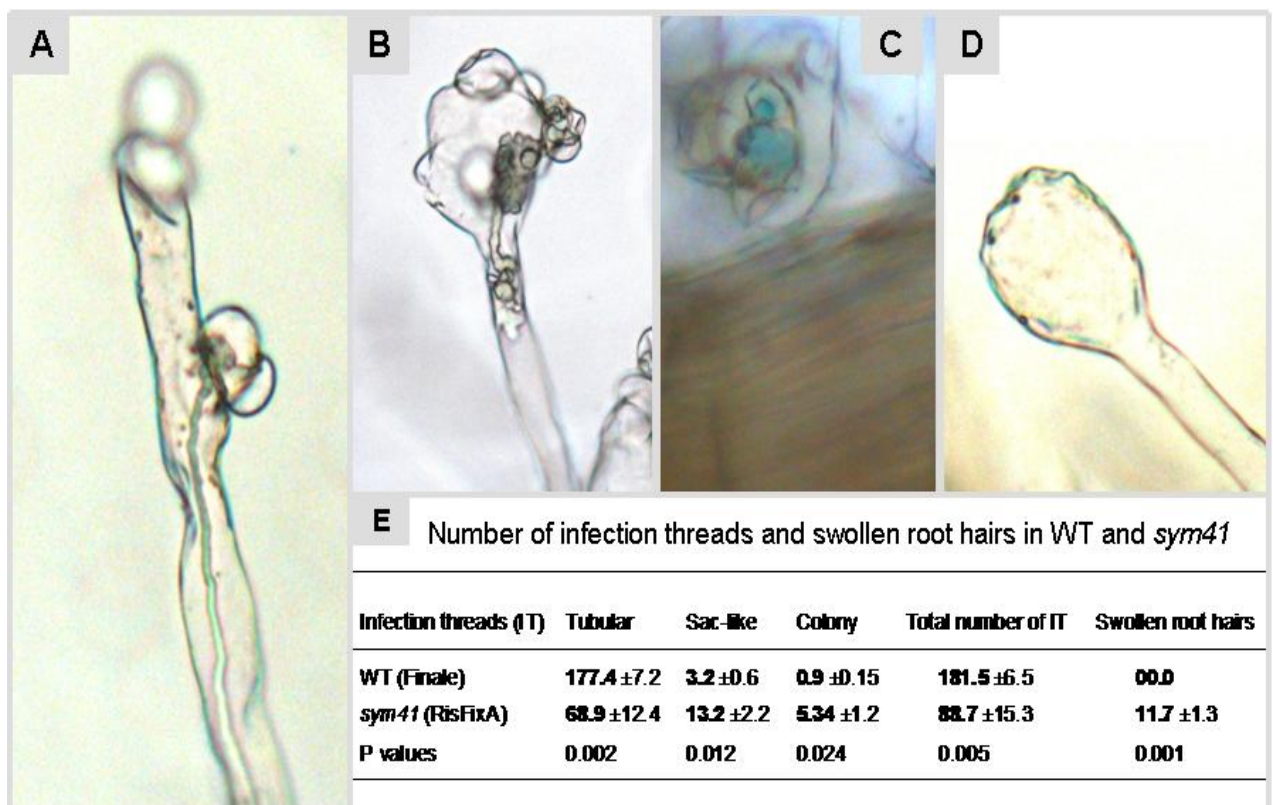 A
B
C
D
E
Number of infection threads and swollen root hairs in WT and sym41
Infection threads (IT) Tubular Sac-like Colony Total number of IT Swollen root hairs
WT (Finale) 177.4 ±7.2 3.2 ±0.6 0.9 ±0.15 181.5 ±6.5 00.0
sym41 (RisFixA) 68.9 ±12.4 13.2 ±2.2 5.34 ±1.2 88.7 ±15.3 11.7 ±1.3
P values 0.002 0.012 0.024 0.005 0.001